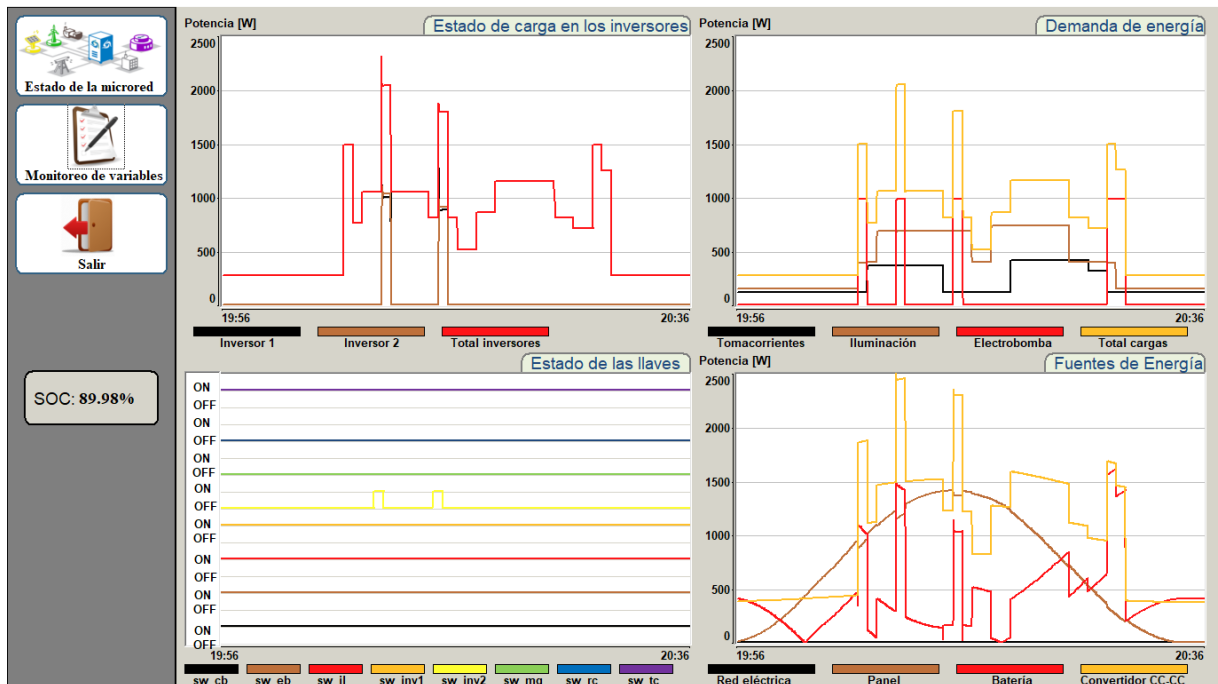 Estado de la microred
Monitoreo de variables
Salir
SOC: 89.98%
Potencia [W]
Estado de carga en los inversores
2500
2000
1500
1000
500
0
19:56
20:36
Inversor 1
Inversor 2
Total inversores
Potencia [W]
Demanda de energía
2500
2000
1500
1000
500
0
19:56
20:36
Tomacorrientes
Iluminación
Electrobomba
Total cargas
Estado de las llaves
ON
OFF
ON
OFF
ON
OFF
ON
OFF
ON
OFF
ON
OFF
ON
OFF
ON
OFF
19:56
20:36
sw_cb
sw_eb
sw_il
sw_inv1
sw_inv2
sw_mg
sw_rc
sw_tc
Potencia [W]
Fuentes de Energía
2500
2000
1500
1000
500
0
19:56
20:36
Red eléctrica
Panel
Batería
Convertidor CC-CC